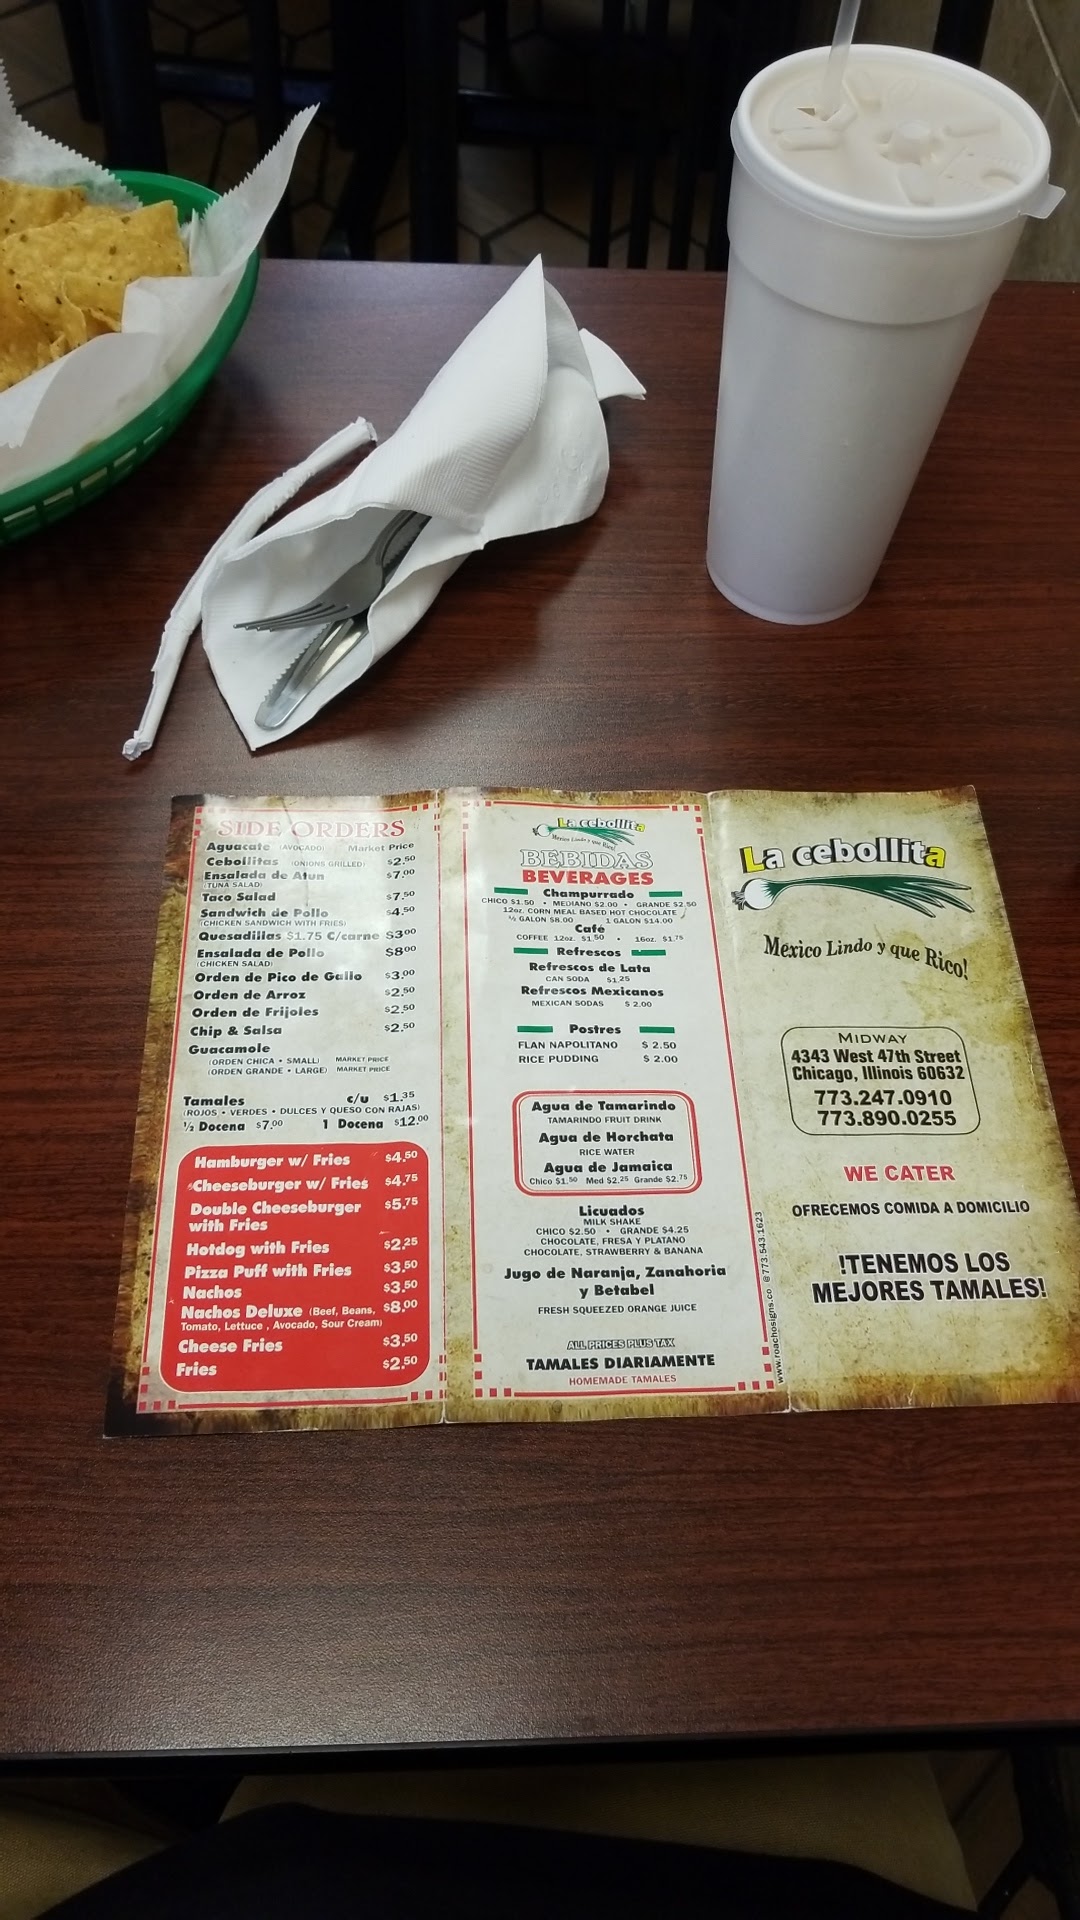 SIDE ORDERS
Aguacate (AVOCADO) Market Price
Cebollitas (ONIONS GRILLED) $2.50
Ensalada de Atun $7.00
(TUNA SALAD)
Taco Salad $7.50
Sandwich de Pollo $4.50
(CHICKEN SANDWICH WITH FRIES)
Quesadillas $1.75 C/carne $3.00
Ensalada de Pollo $8.00
(CHICKEN SALAD)
Orden de Pico de Gallo $3.00
Orden de Arroz $2.50
Orden de Frijoles $2.50
Chip & Salsa $2.50
Guacamole
(ORDEN CHICA • SMALL) MARKET PRICE
(ORDEN GRANDE • LARGE) MARKET PRICE
Tamales c/u $1.35
(ROJOS • VERDES • DULCES Y QUESO CON RAJAS)
½ Docena $7.00 1 Docena $12.00
Hamburger w/ Fries $4.50
Cheeseburger w/ Fries $4.75
Double Cheeseburger $5.75
with Fries
Hotdog with Fries $2.25
Pizza Puff with Fries $3.50
Nachos $3.50
Nachos Deluxe (Beef, Beans, $8.00
Tomato, Lettuce , Avocado, Sour Cream)
Cheese Fries $3.50
Fries $2.50
La cebollita
Mexico Lindo y que Rico!
BEBIDAS
BEVERAGES
Champurrado
CHICO $1.50 • MEDIANO $2.00 • GRANDE $2.50
12oz. CORN MEAL BASED HOT CHOCOLATE
½ GALON $8.00 1 GALON $14.00
Café
COFFEE 12oz. $1.50 • 16oz. $1.75
Refrescos
Refrescos de Lata
CAN SODA $1.25
Refrescos Mexicanos
MEXICAN SODAS $ 2.00
Postres
FLAN NAPOLITANO $ 2.50
RICE PUDDING $ 2.00
Agua de Tamarindo
TAMARINDO FRUIT DRINK
Agua de Horchata
RICE WATER
Agua de Jamaica
Chico $1.50 Med $2.25 Grande $2.75
Licuados
MILK SHAKE
CHICO $2.50 • GRANDE $4.25
CHOCOLATE, FRESA Y PLATANO
CHOCOLATE, STRAWBERRY & BANANA
Jugo de Naranja, Zanahoria
y Betabel
FRESH SQUEEZED ORANGE JUICE
ALL PRICES PLUS TAX
TAMALES DIARIAMENTE
HOMEMADE TAMALES
www.roachosigns.co @ 773.543.1623
La cebollita
Mexico Lindo y que Rico!
MIDWAY
4343 West 47th Street
Chicago, Illinois 60632
773.247.0910
773.890.0255
WE CATER
OFRECEMOS COMIDA A DOMICILIO
!TENEMOS LOS
MEJORES TAMALES!